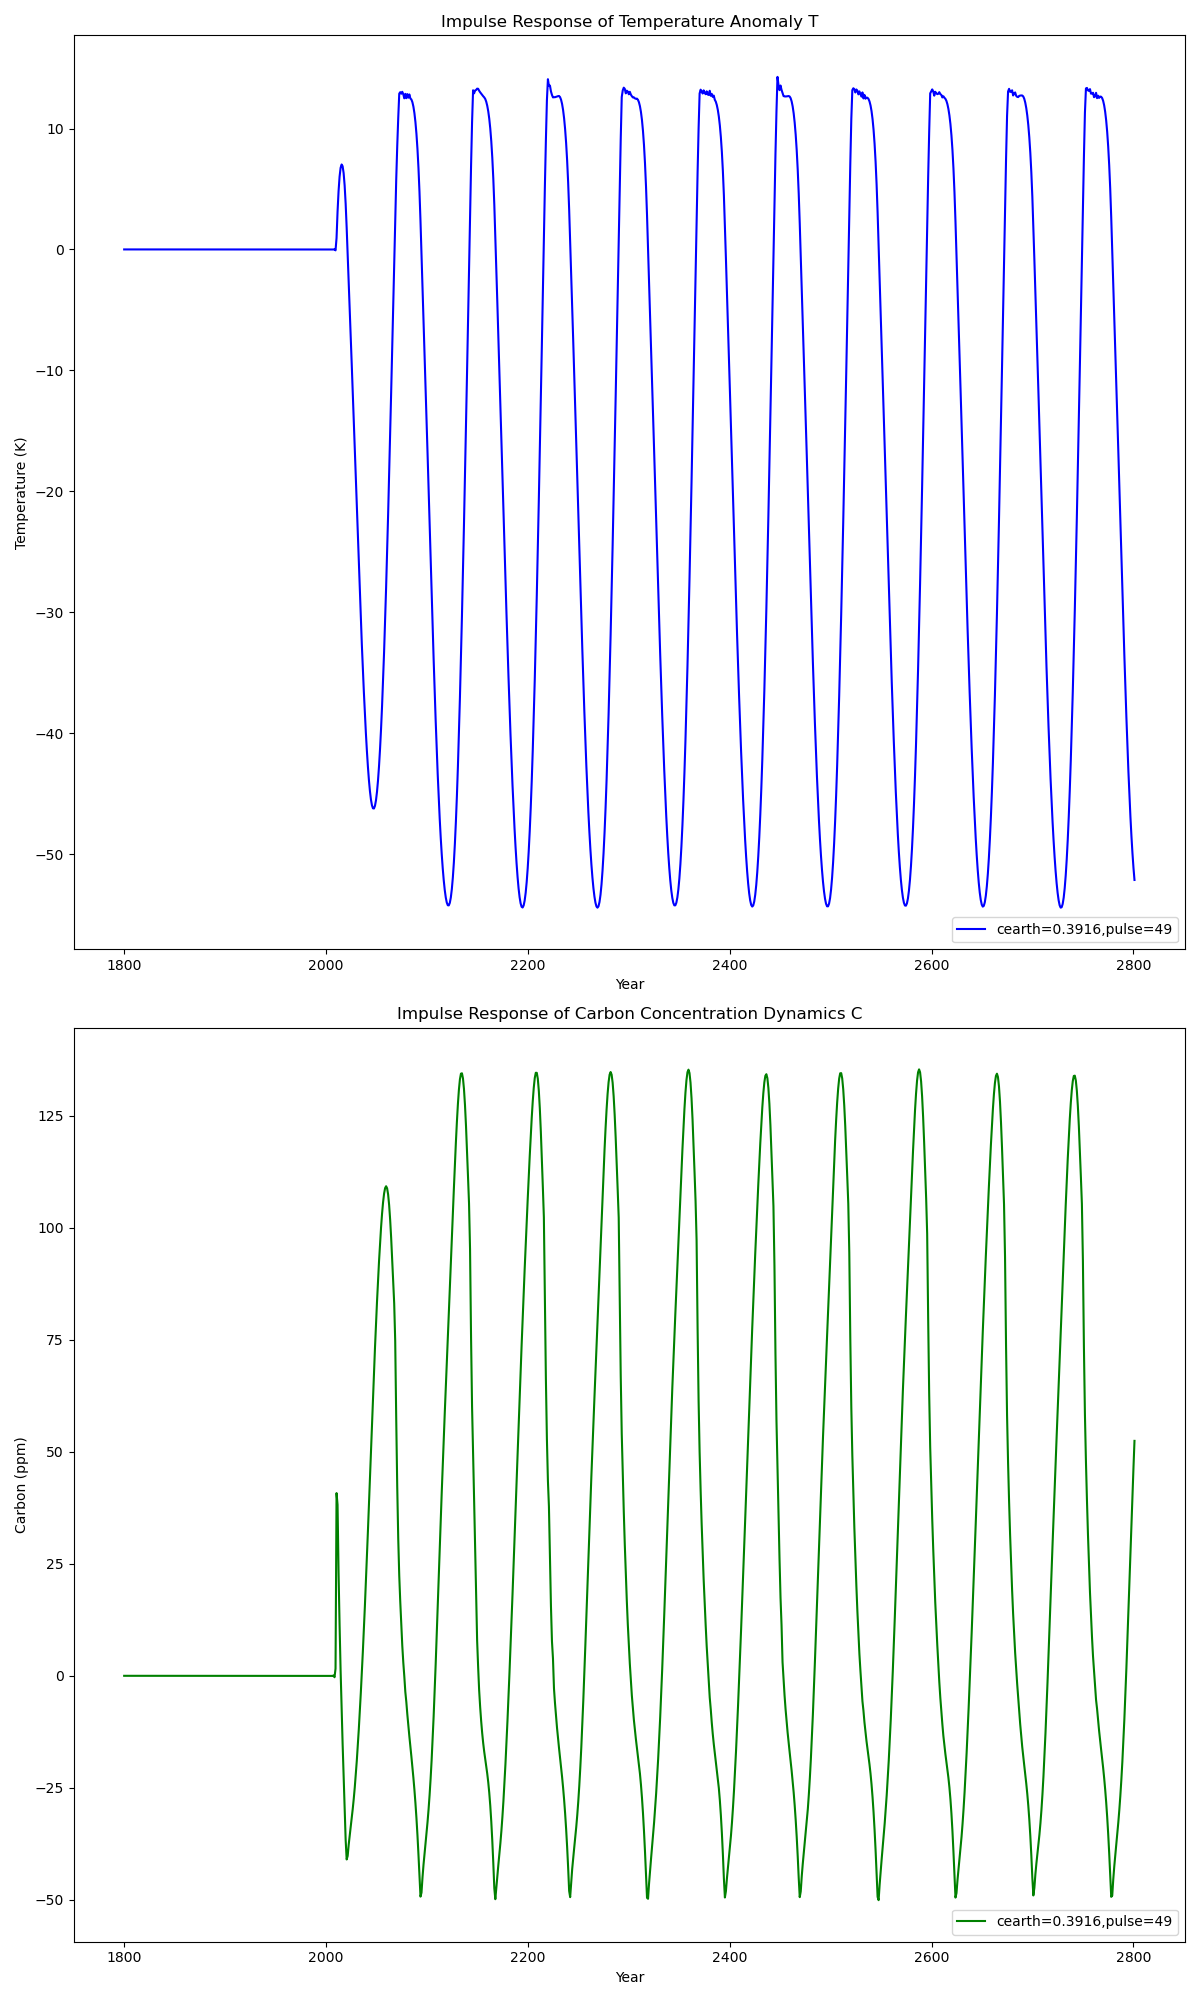 Impulse Response of Temperature Anomaly T
Temperature (K)
10
0
−10
−20
−30
−40
−50
cearth=0.3916,pulse=49
1800 2000 2200 2400 2600 2800
Year
Impulse Response of Carbon Concentration Dynamics C
Carbon (ppm)
125
100
75
50
25
0
−25
−50
cearth=0.3916,pulse=49
1800 2000 2200 2400 2600 2800
Year